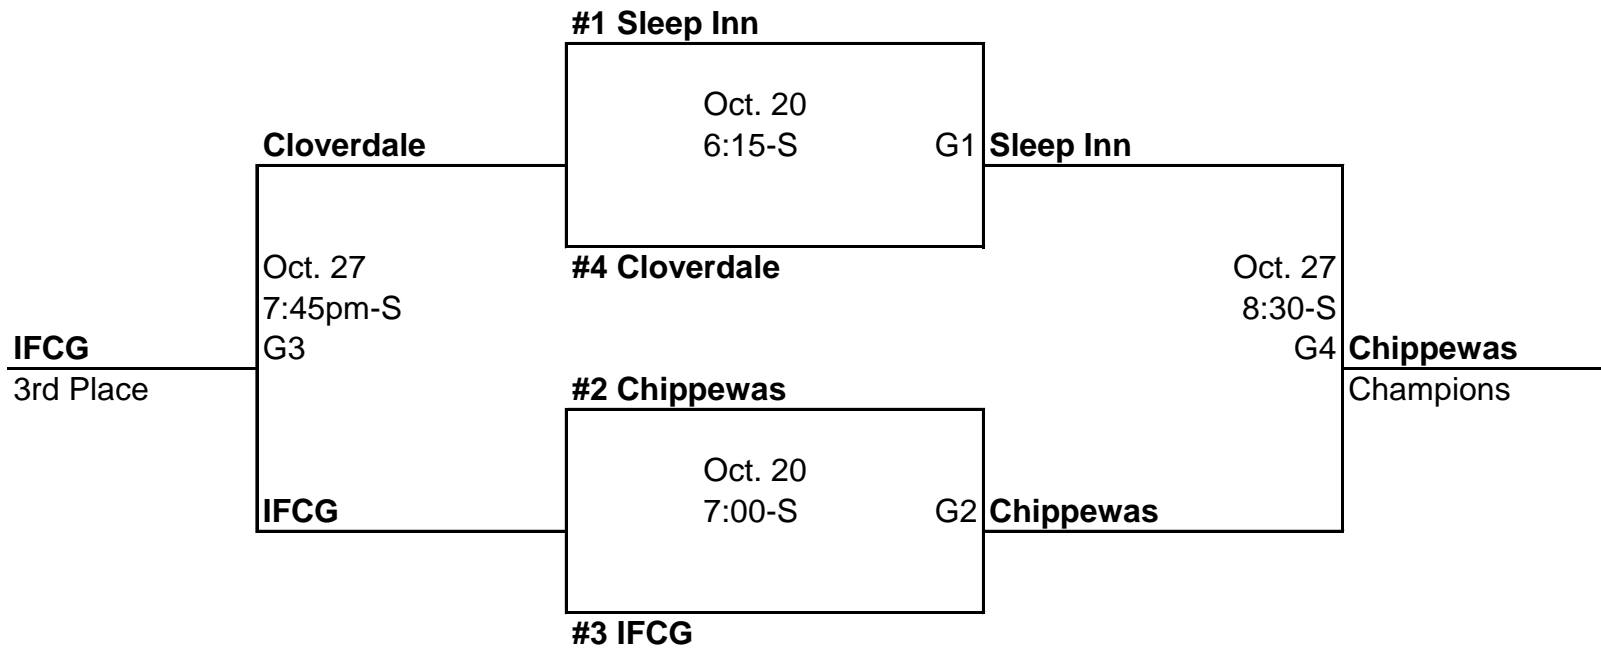 #1 Sleep Inn
Oct. 20
Cloverdale 6:15-S G1 Sleep Inn
Oct. 27 #4 Cloverdale Oct. 27
7:45pm-S 8:30-S
IFCG G3 G4 Chippewas
3rd Place #2 Chippewas Champions
Oct. 20
IFCG 7:00-S G2 Chippewas
#3 IFCG